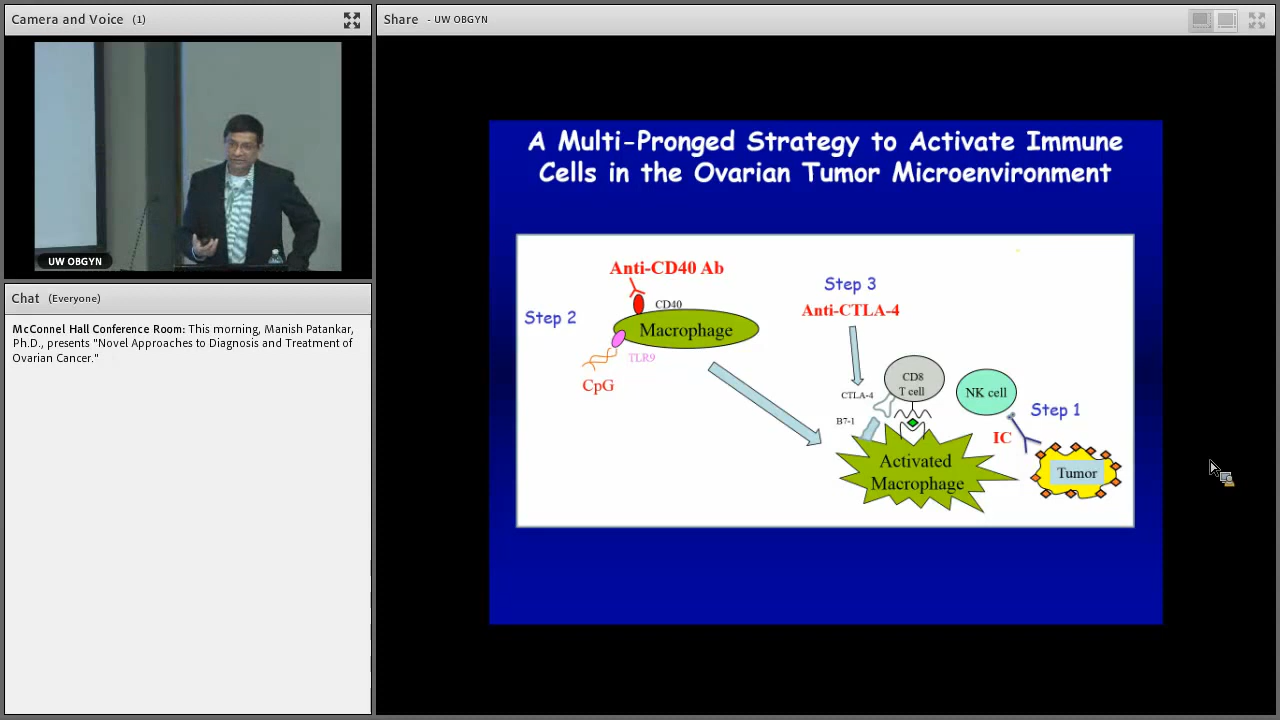 Camera and Voice (1)
UW OBGYN
Chat (Everyone)
McConnel Hall Conference Room: This morning, Manish Patankar,
Ph.D., presents "Novel Approaches to Diagnosis and Treatment of
Ovarian Cancer."
Share - UW OBGYN
A Multi-Pronged Strategy to Activate Immune
Cells in the Ovarian Tumor Microenvironment
Anti-CD40 Ab
CD40
Step 2
Macrophage
TLR9
CpG
Step 3
Anti-CTLA-4
CTLA-4
CD8
T cell
NK cell
B7-1
Step 1
IC
Activated
Macrophage
Tumor